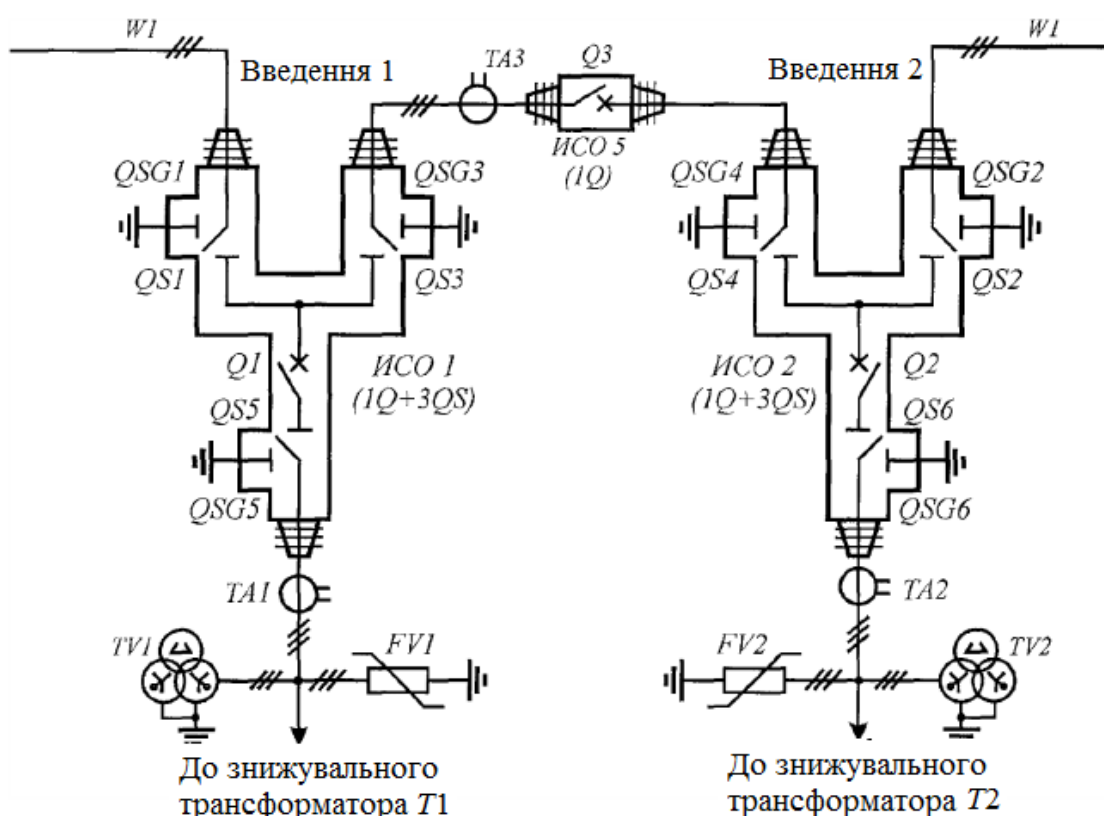 W1
Введення 1
TA3
Q3
ИСО 5
(1Q)
Введення 2
W1
QSG1
QSG3
QSG4
QSG2
QS1
QS3
QS4
QS2
Q1
ИСО 1
(1Q+3QS)
ИСО 2
(1Q+3QS)
Q2
QS5
QS6
QSG5
QSG6
TA1
TA2
TV1
FV1
FV2
TV2
До знижувального
трансформатора T1
До знижувального
трансформатора T2